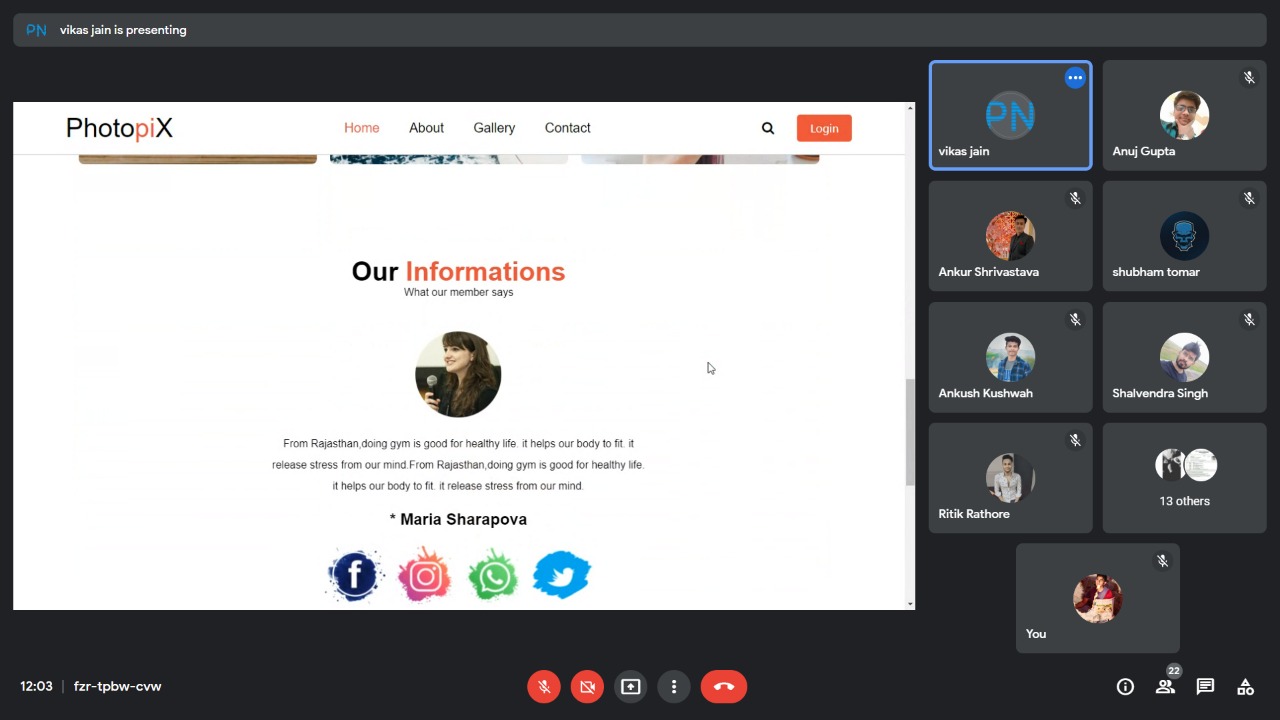 PN vikas jain is presenting
PhotopiX
Home About Gallery Contact
Login
Our Informations
What our member says
From Rajasthan,doing gym is good for healthy life. it helps our body to fit. it
release stress from our mind.From Rajasthan,doing gym is good for healthy life.
it helps our body to fit. it release stress from our mind.
* Maria Sharapova
f
PN
vikas jain
Anuj Gupta
Ankur Shrivastava
shubham tomar
Ankush Kushwah
Shalvendra Singh
Ritik Rathore
13 others
You
12:03 | fzr-tpbw-cvw
22